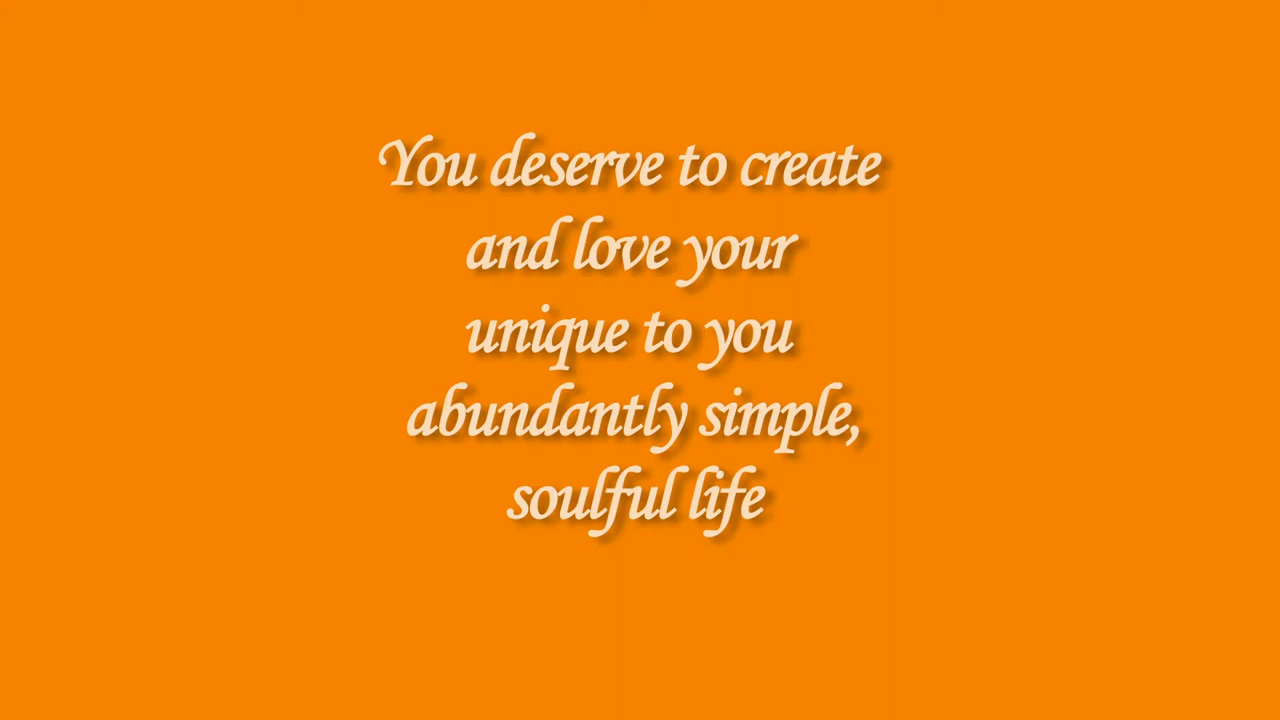 You deserve to create
and love your
unique to you
abundantly simple,
soulful life